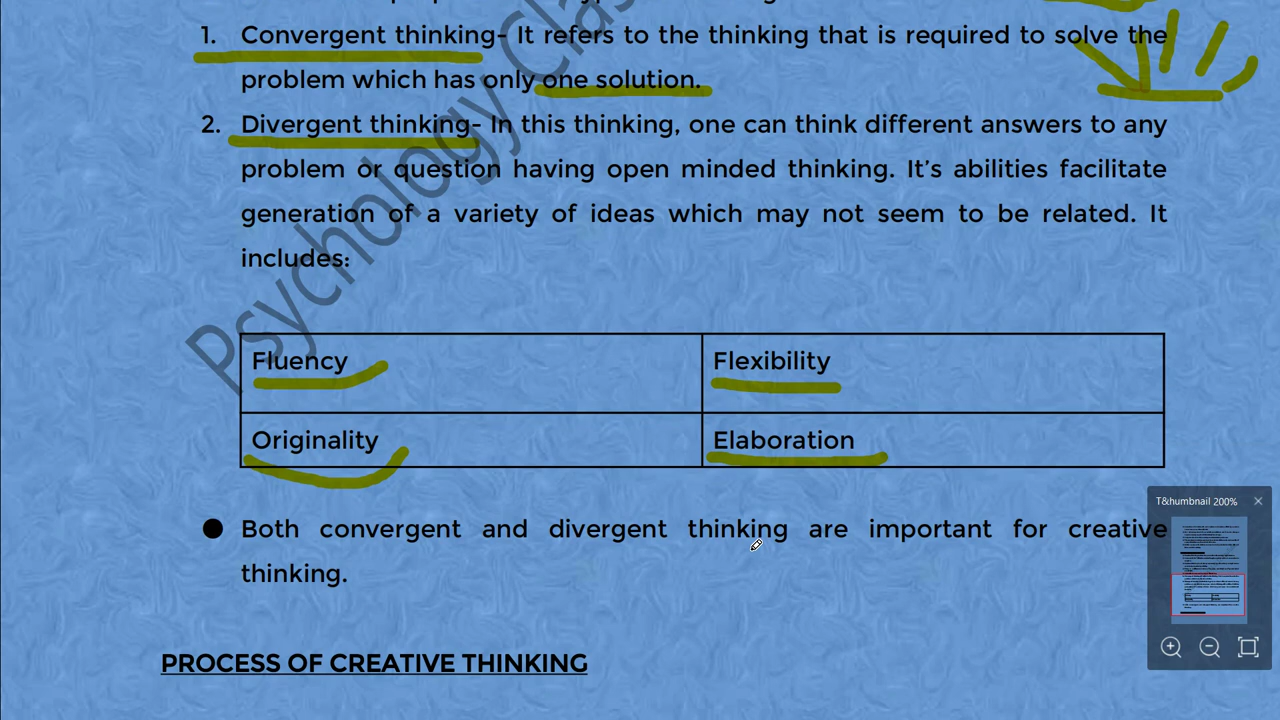 1. Convergent thinking- It refers to the thinking that is required to solve the
problem which has only one solution.
2. Divergent thinking- In this thinking, one can think different answers to any
problem or question having open minded thinking. It’s abilities facilitate
generation of a variety of ideas which may not seem to be related. It
includes:
Fluency
Flexibility
Originality
Elaboration
● Both convergent and divergent thinking are important for creative
thinking.
PROCESS OF CREATIVE THINKING
Psychology
T&humbnail 200%